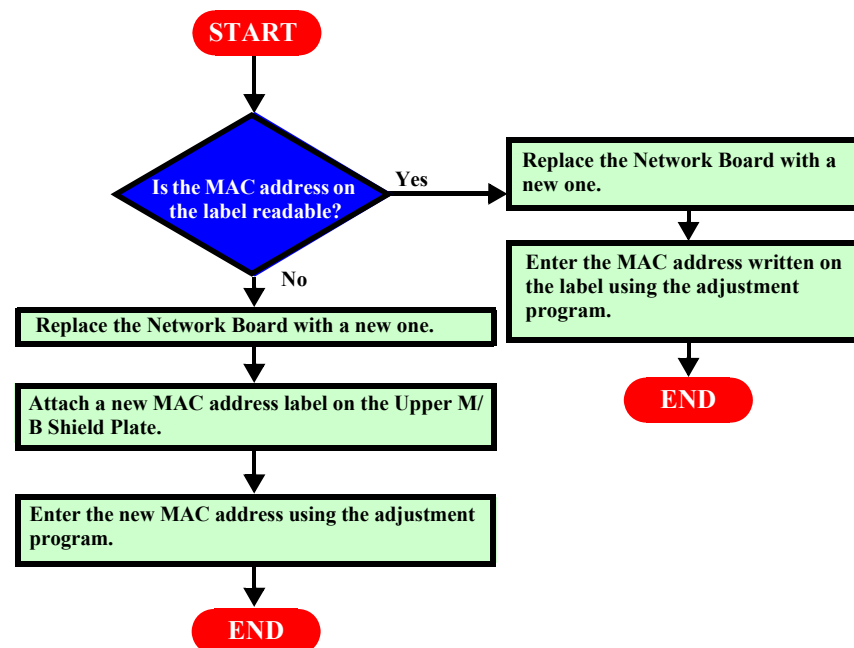 START
Is the MAC address on
the label readable?
Yes
Replace the Network Board with a
new one.
Enter the MAC address written on
the label using the adjustment
program.
END
No
Replace the Network Board with a new one.
Attach a new MAC address label on the Upper M/
B Shield Plate.
Enter the new MAC address using the adjustment
program.
END